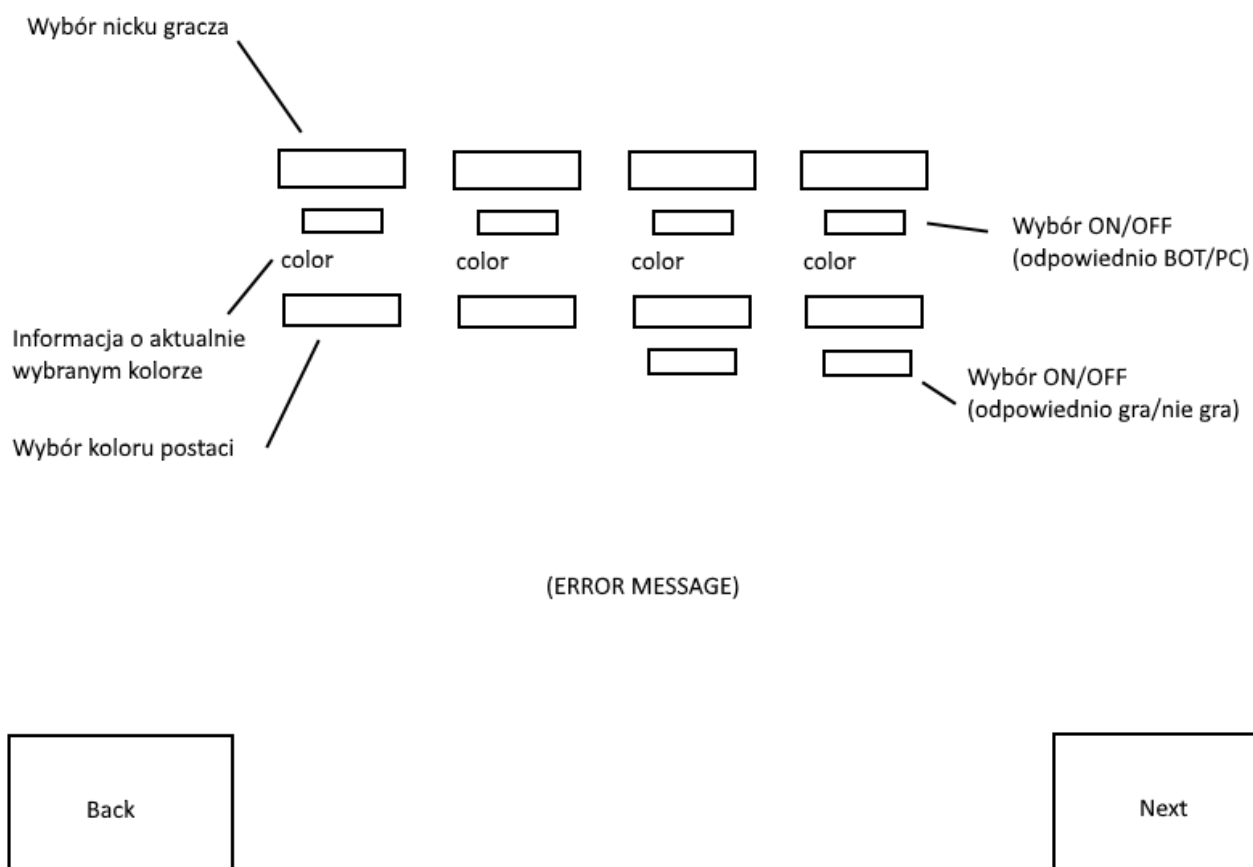 Wybór nicku gracza
Wybór ON/OFF
(odpowiednio BOT/PC)
color
color
color
color
Informacja o aktualnie
wybranym kolorze
Wybór ON/OFF
(odpowiednio gra/nie gra)
Wybór koloru postaci
(ERROR MESSAGE)
Back
Next